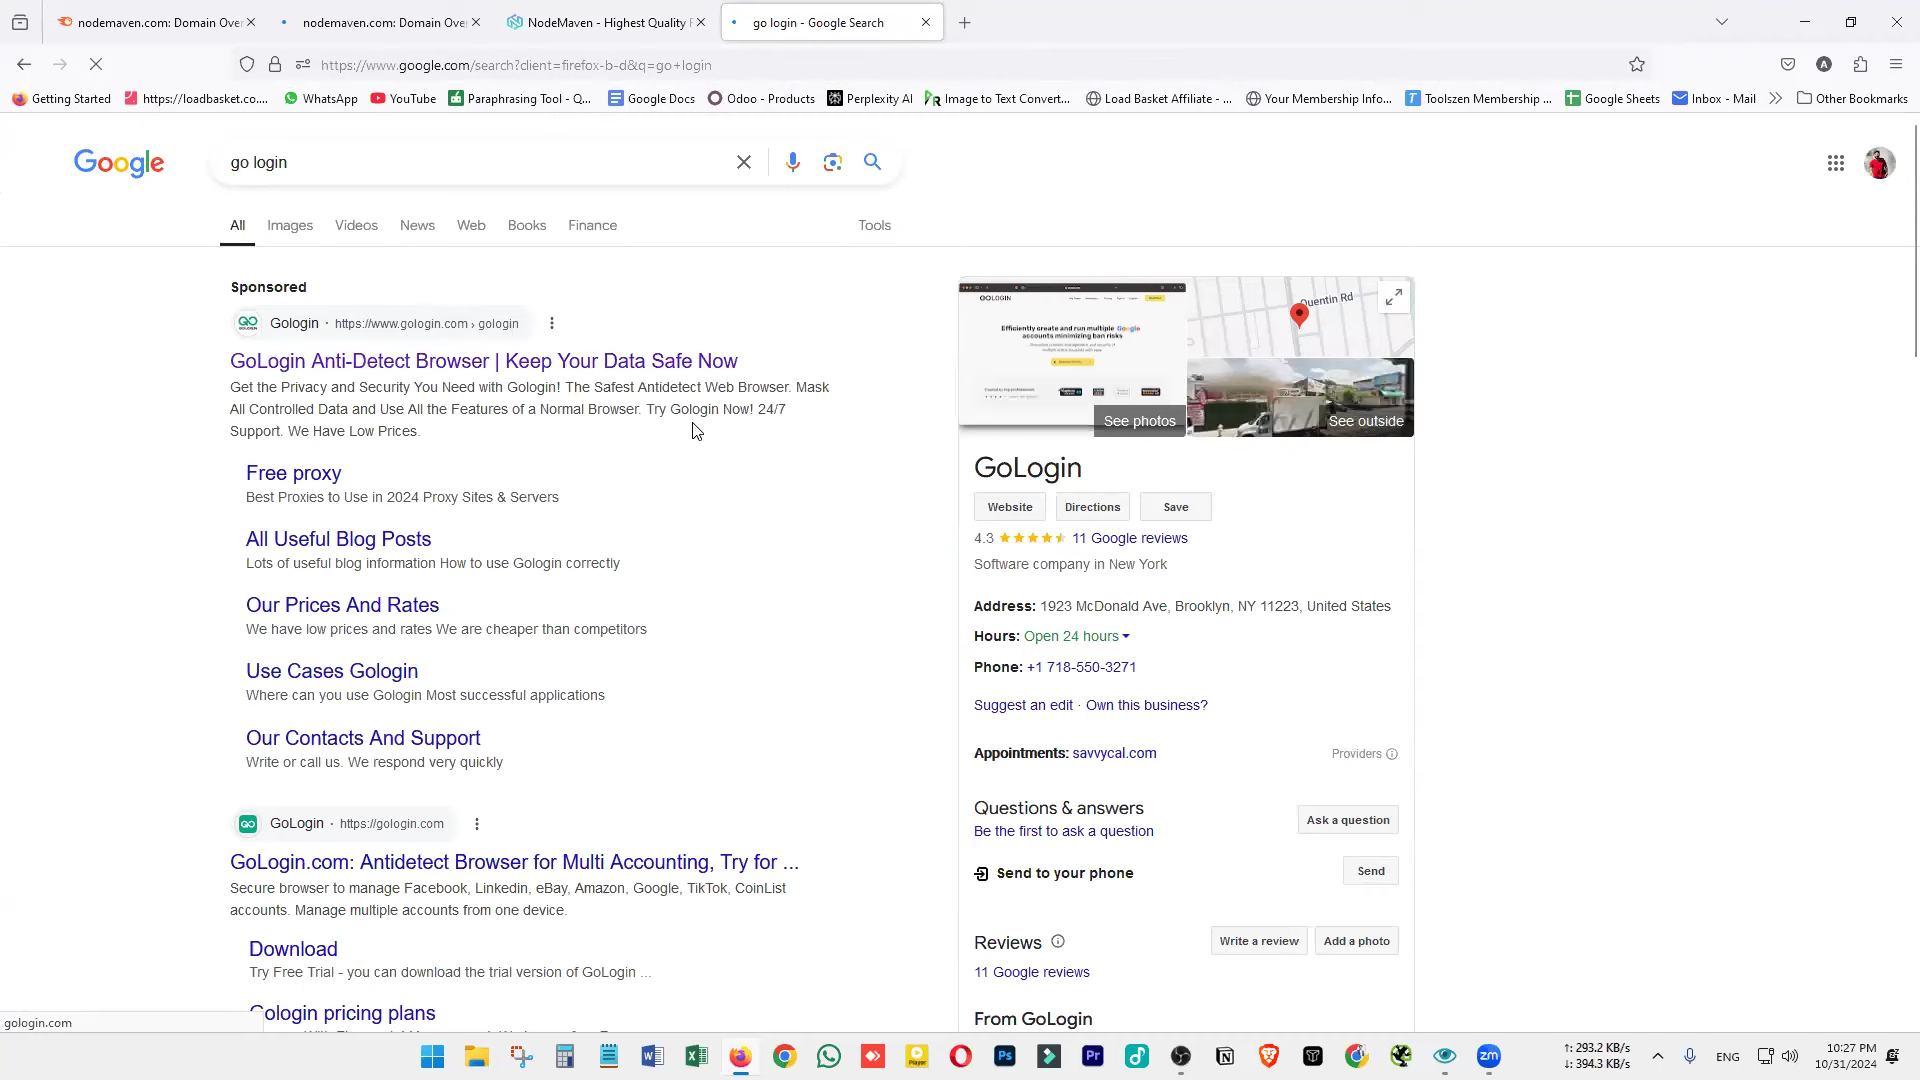 nodemaven.com: Domain Over
nodemaven.com: Domain Ove
NodeMaven - Highest Quality
go login - Google Search
https://www.google.com/search?client=firefox-b-d&q=go+login
Getting Started
https://loadbasket.co....
WhatsApp
YouTube
Paraphrasing Tool - Q...
Google Docs
Odoo - Products
Perplexity AI
Image to Text Convert...
Load Basket Affiliate - ...
Your Membership Info...
Toolszen Membership ...
Google Sheets
Inbox - Mail
Other Bookmarks
Google
go login
All
Images
Videos
News
Web
Books
Finance
Tools
Sponsored
Gologin · https://www.gologin.com › gologin
GoLogin Anti-Detect Browser | Keep Your Data Safe Now
Get the Privacy and Security You Need with Gologin! The Safest Antidetect Web Browser. Mask
All Controlled Data and Use All the Features of a Normal Browser. Try Gologin Now! 24/7
Support. We Have Low Prices.
Free proxy
Best Proxies to Use in 2024 Proxy Sites & Servers
All Useful Blog Posts
Lots of useful blog information How to use Gologin correctly
Our Prices And Rates
We have low prices and rates We are cheaper than competitors
Use Cases Gologin
Where can you use Gologin Most successful applications
Our Contacts And Support
Write or call us. We respond very quickly
GoLogin · https://gologin.com
GoLogin.com: Antidetect Browser for Multi Accounting, Try for ...
Secure browser to manage Facebook, Linkedin, eBay, Amazon, Google, TikTok, CoinList
accounts. Manage multiple accounts from one device.
Download
Try Free Trial - you can download the trial version of GoLogin ...
Gologin pricing plans
gologin.com
GOLOGIN
Efficiently create and run multiple Google
accounts minimizing ban risks
Quentin Rd
See photos
See outside
GoLogin
Website
Directions
Save
4.3
11 Google reviews
Software company in New York
Address: 1923 McDonald Ave, Brooklyn, NY 11223, United States
Hours: Open 24 hours
Phone: +1 718-550-3271
Suggest an edit · Own this business?
Appointments: savvycal.com
Providers
Questions & answers
Be the first to ask a question
Ask a question
Send to your phone
Send
Reviews
Write a review
Add a photo
11 Google reviews
From GoLogin
↑: 293.2 KB/s
↓: 394.3 KB/s
ENG
10:27 PM
10/31/2024